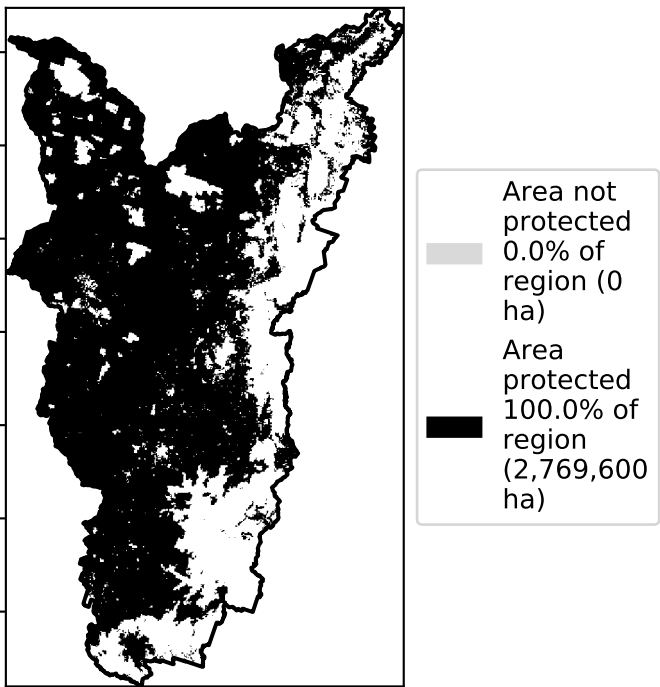 Area not
protected
0.0% of
region (0
ha)
Area
protected
100.0% of
region
(2,769,600
ha)